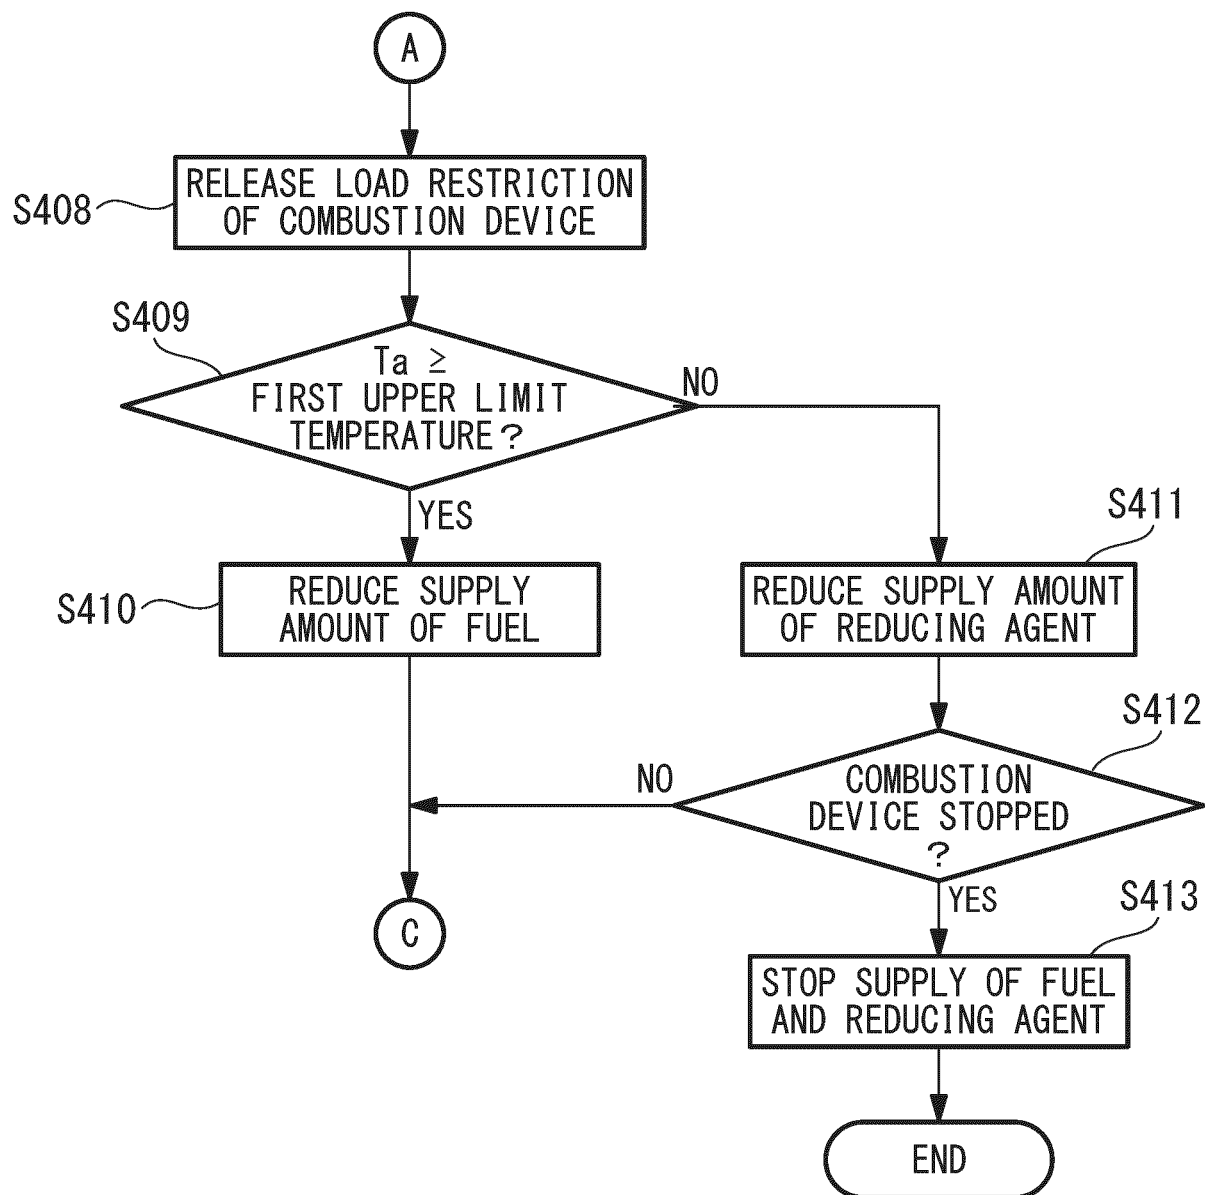 A
RELEASE LOAD RESTRICTION
OF COMBUSTION DEVICE
S408
S409
Ta ≥
FIRST UPPER LIMIT
TEMPERATURE?
NO
YES
S411
REDUCE SUPPLY
AMOUNT OF FUEL
S410
REDUCE SUPPLY AMOUNT
OF REDUCING AGENT
S412
NO
COMBUSTION
DEVICE STOPPED
?
YES
S413
C
STOP SUPPLY OF FUEL
AND REDUCING AGENT
END